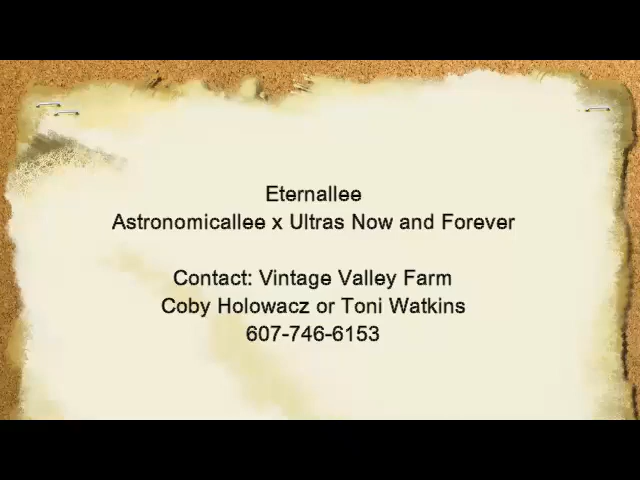 Eternallee
Astronomicallee x Ultras Now and Forever
Contact: Vintage Valley Farm
Coby Holowacz or Toni Watkins
607-746-6153